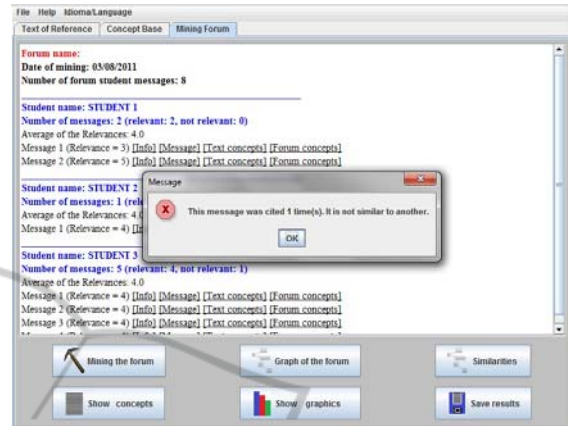 File Help Idioma/Language
Text of Reference Concept Base Mining Forum
Forum name:
Date of mining: 03/08/2011
Number of forum student messages: 8
Student name: STUDENT 1
Number of messages: 2 (relevant: 2, not relevant: 0)
Average of the Relevances: 4.0
Message 1 (Relevance = 3) [Info] [Message] [Text concepts] [Forum concepts]
Message 2 (Relevance = 5) [Info] [Message] [Text concepts] [Forum concepts]
Student name: STUDENT 2
Number of messages: 1 (rele
Average of the Relevances: 4.0
Message 1 (Relevance = 4) [In
Message
This message was cited 1 time(s). It is not similar to another.
OK
Student name: STUDENT 3
Number of messages: 5 (relevant: 4, not relevant: 1)
Average of the Relevances: 4.0
Message 1 (Relevance = 4) [Info] [Message] [Text concepts] [Forum concepts]
Message 2 (Relevance = 4) [Info] [Message] [Text concepts] [Forum concepts]
Message 3 (Relevance = 4) [Info] [Message] [Text concepts] [Forum concepts]
Mining the forum Graph of the forum Similarities
Show concepts Show graphics Save results